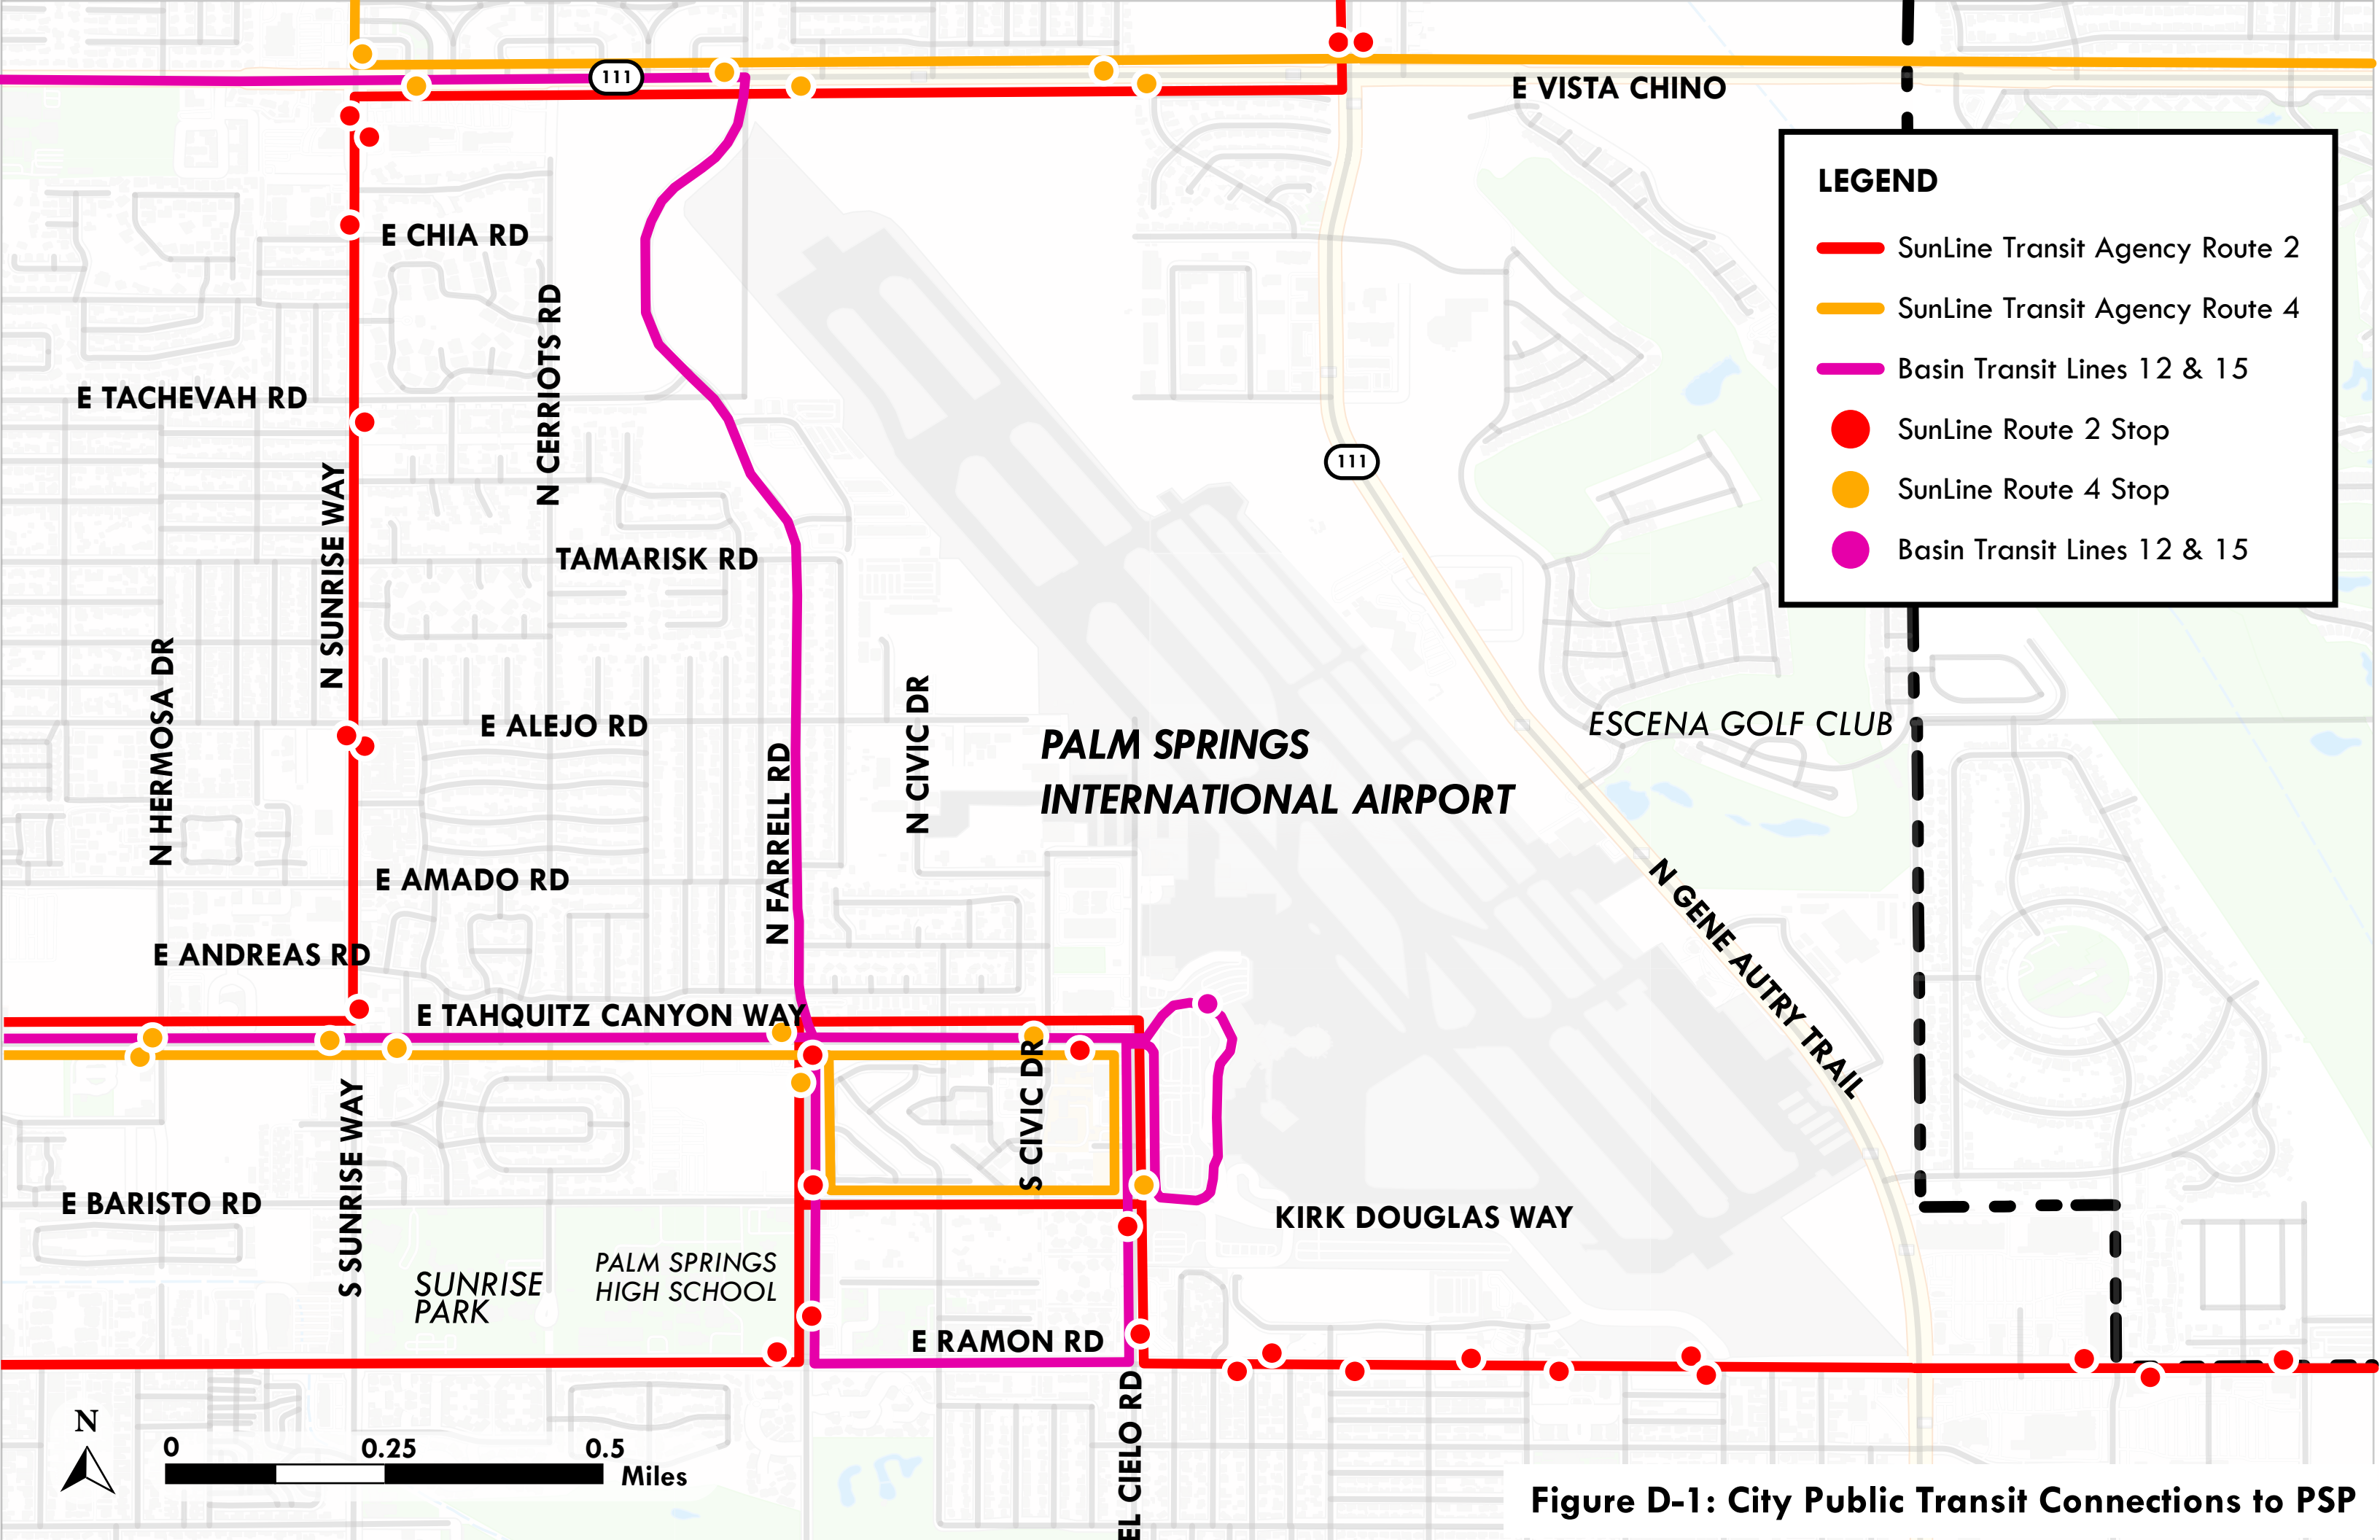 111
E VISTA CHINO
LEGEND
SunLine Transit Agency Route 2
SunLine Transit Agency Route 4
Basin Transit Lines 12 & 15
SunLine Route 2 Stop
SunLine Route 4 Stop
Basin Transit Lines 12 & 15
E CHIA RD
N CERRIOTS RD
E TACHEVAH RD
N SUNRISE WAY
111
TAMARISK RD
N HERMOSA DR
E ALEJO RD
N FARRELL RD
N CIVIC DR
PALM SPRINGS
INTERNATIONAL AIRPORT
ESCENA GOLF CLUB
E AMADO RD
N GENE AUTRY TRAIL
E ANDREAS RD
E TAHQUITZ CANYON WAY
S CIVIC DR
S SUNRISE WAY
E BARISTO RD
KIRK DOUGLAS WAY
SUNRISE
PARK
PALM SPRINGS
HIGH SCHOOL
E RAMON RD
EL CIELO RD
N
0 0.25 0.5
Miles
Figure D-1: City Public Transit Connections to PSP